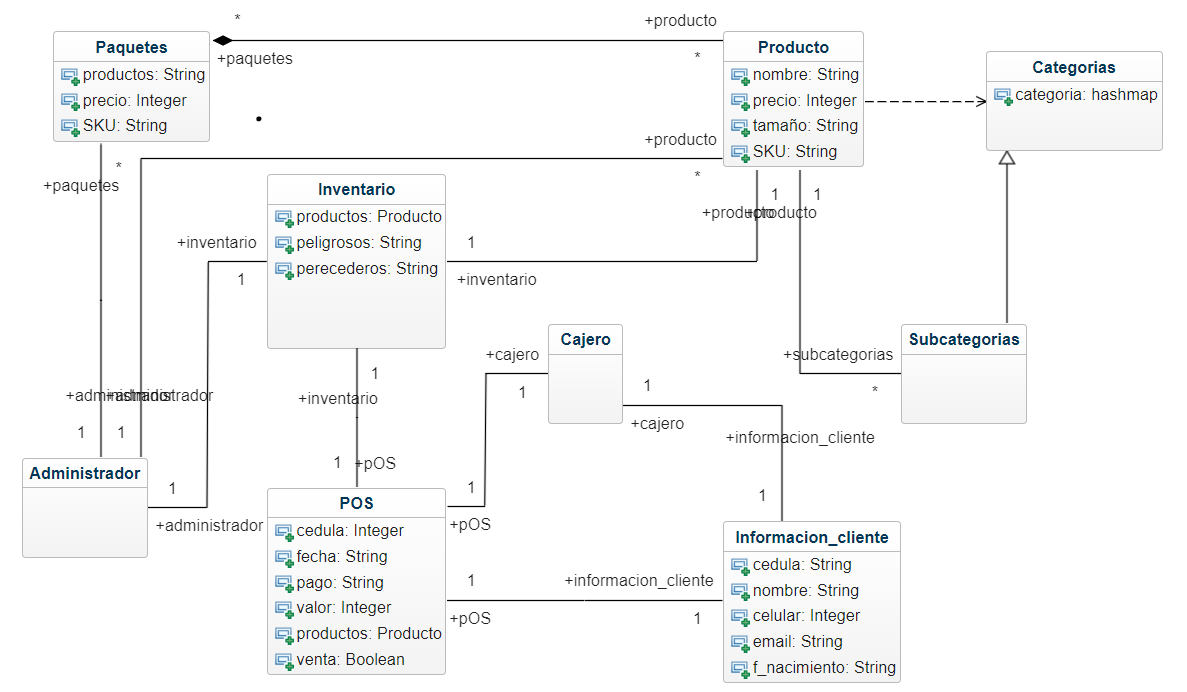 *
+producto
Paquetes
productos: String
precio: Integer
SKU: String
+paquetes
*
Producto
nombre: String
precio: Integer
tamaño: String
SKU: String
Categorias
categoria: hashmap
*
+paquetes
+producto
*
Inventario
productos: Producto
peligrosos: String
perecederos: String
1
1
+producto
+producto
+inventario
1
1
+inventario
Cajero
Subcategorias
+cajero
1
1
+cajero
+subcategorias
*
1
+inventario
+administrador
+administrador
1
1
+informacion_cliente
1
1
+pOS
Administrador
1
+administrador
POS
cedula: Integer
fecha: String
pago: String
valor: Integer
productos: Producto
venta: Boolean
1
+pOS
1
+pOS
+informacion_cliente
1
Informacion_cliente
cedula: String
nombre: String
celular: Integer
email: String
f_nacimiento: String